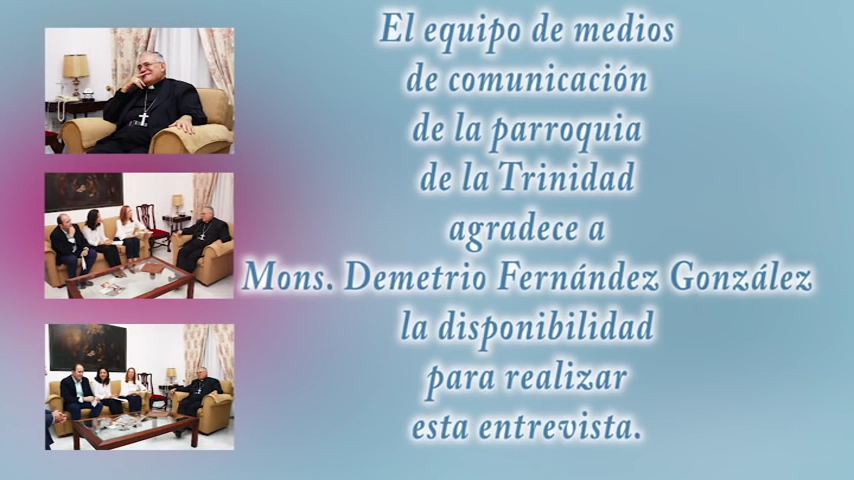 El equipo de medios
de comunicación
de la parroquia
de la Trinidad
agradece a
Mons. Demetrio Fernández González
la disponibilidad
para realizar
esta entrevista.